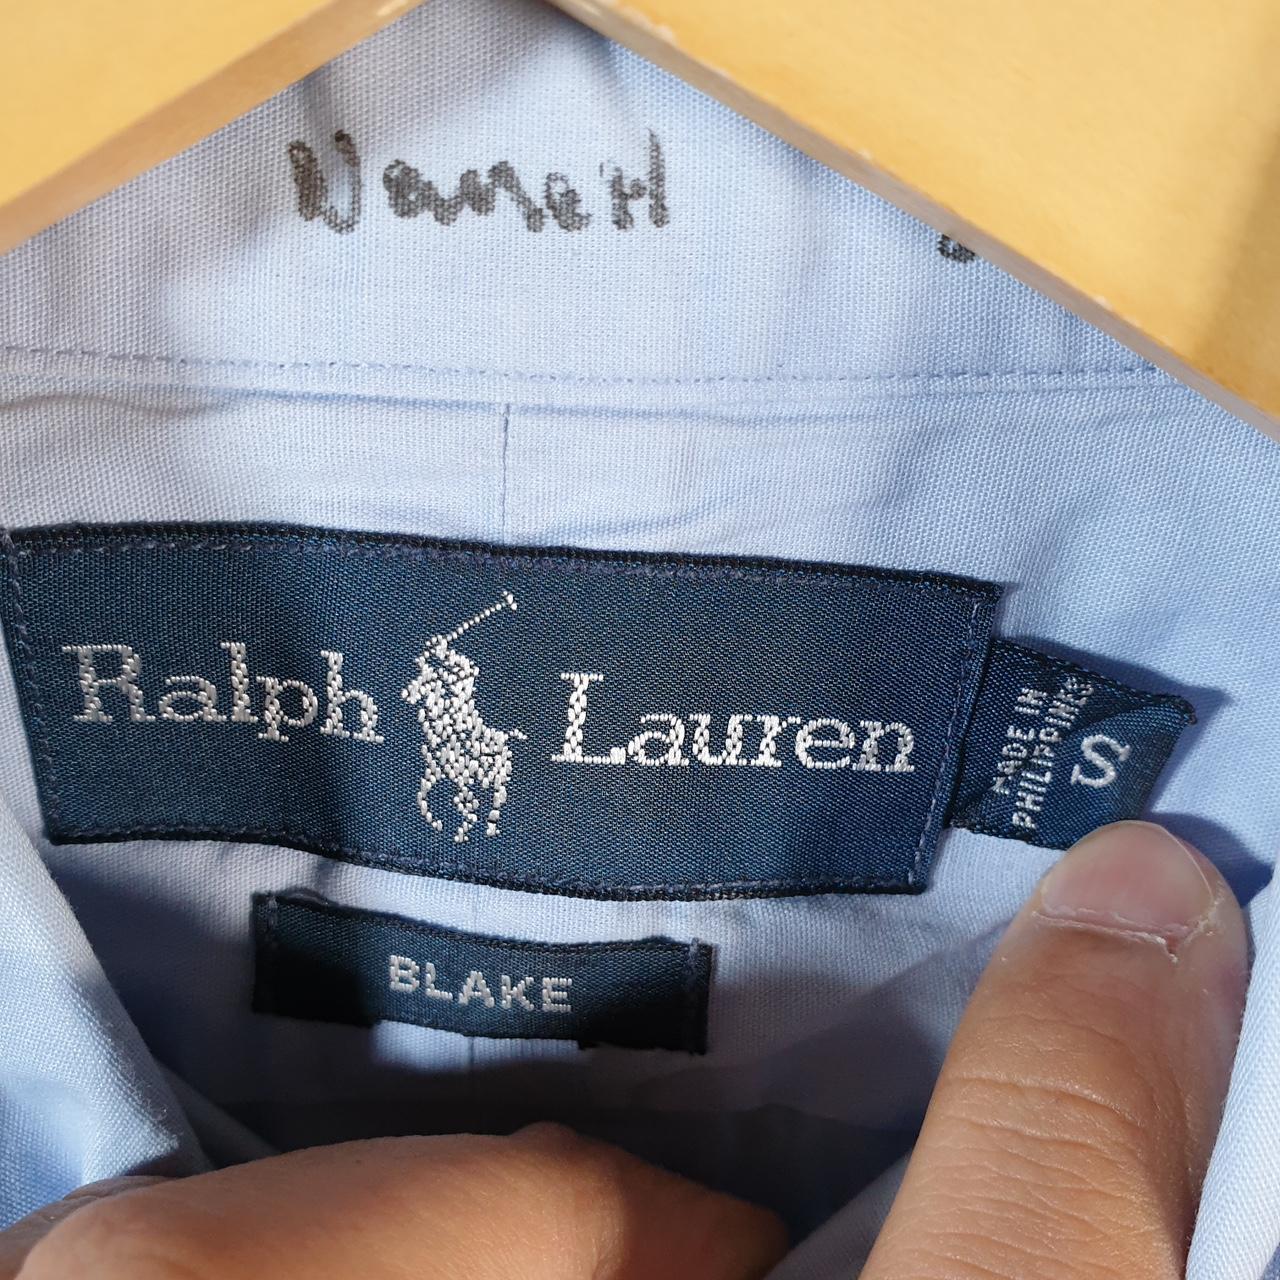 Ralph Lauren
MADE IN
PHILIPPINES
S
BLAKE